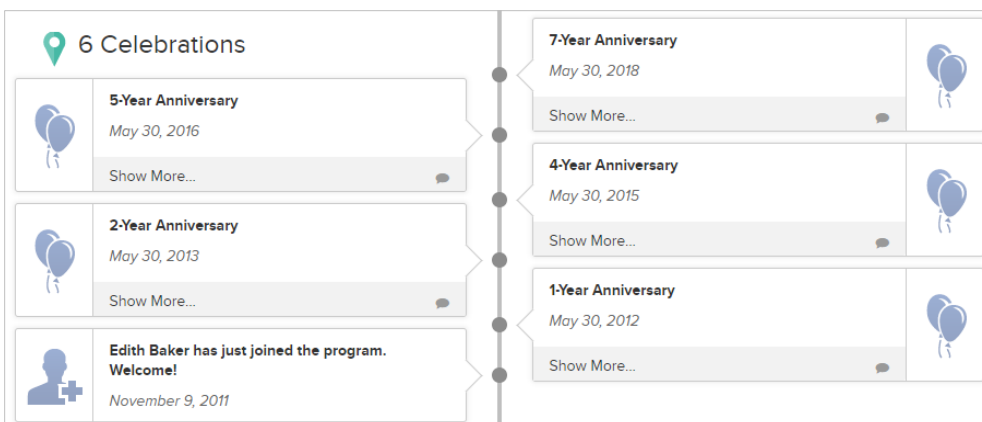 6 Celebrations
7-Year Anniversary
May 30, 2018
Show More...
5-Year Anniversary
May 30, 2016
Show More...
4-Year Anniversary
May 30, 2015
Show More...
2-Year Anniversary
May 30, 2013
Show More...
1-Year Anniversary
May 30, 2012
Show More...
Edith Baker has just joined the program.
Welcome!
November 9, 2011